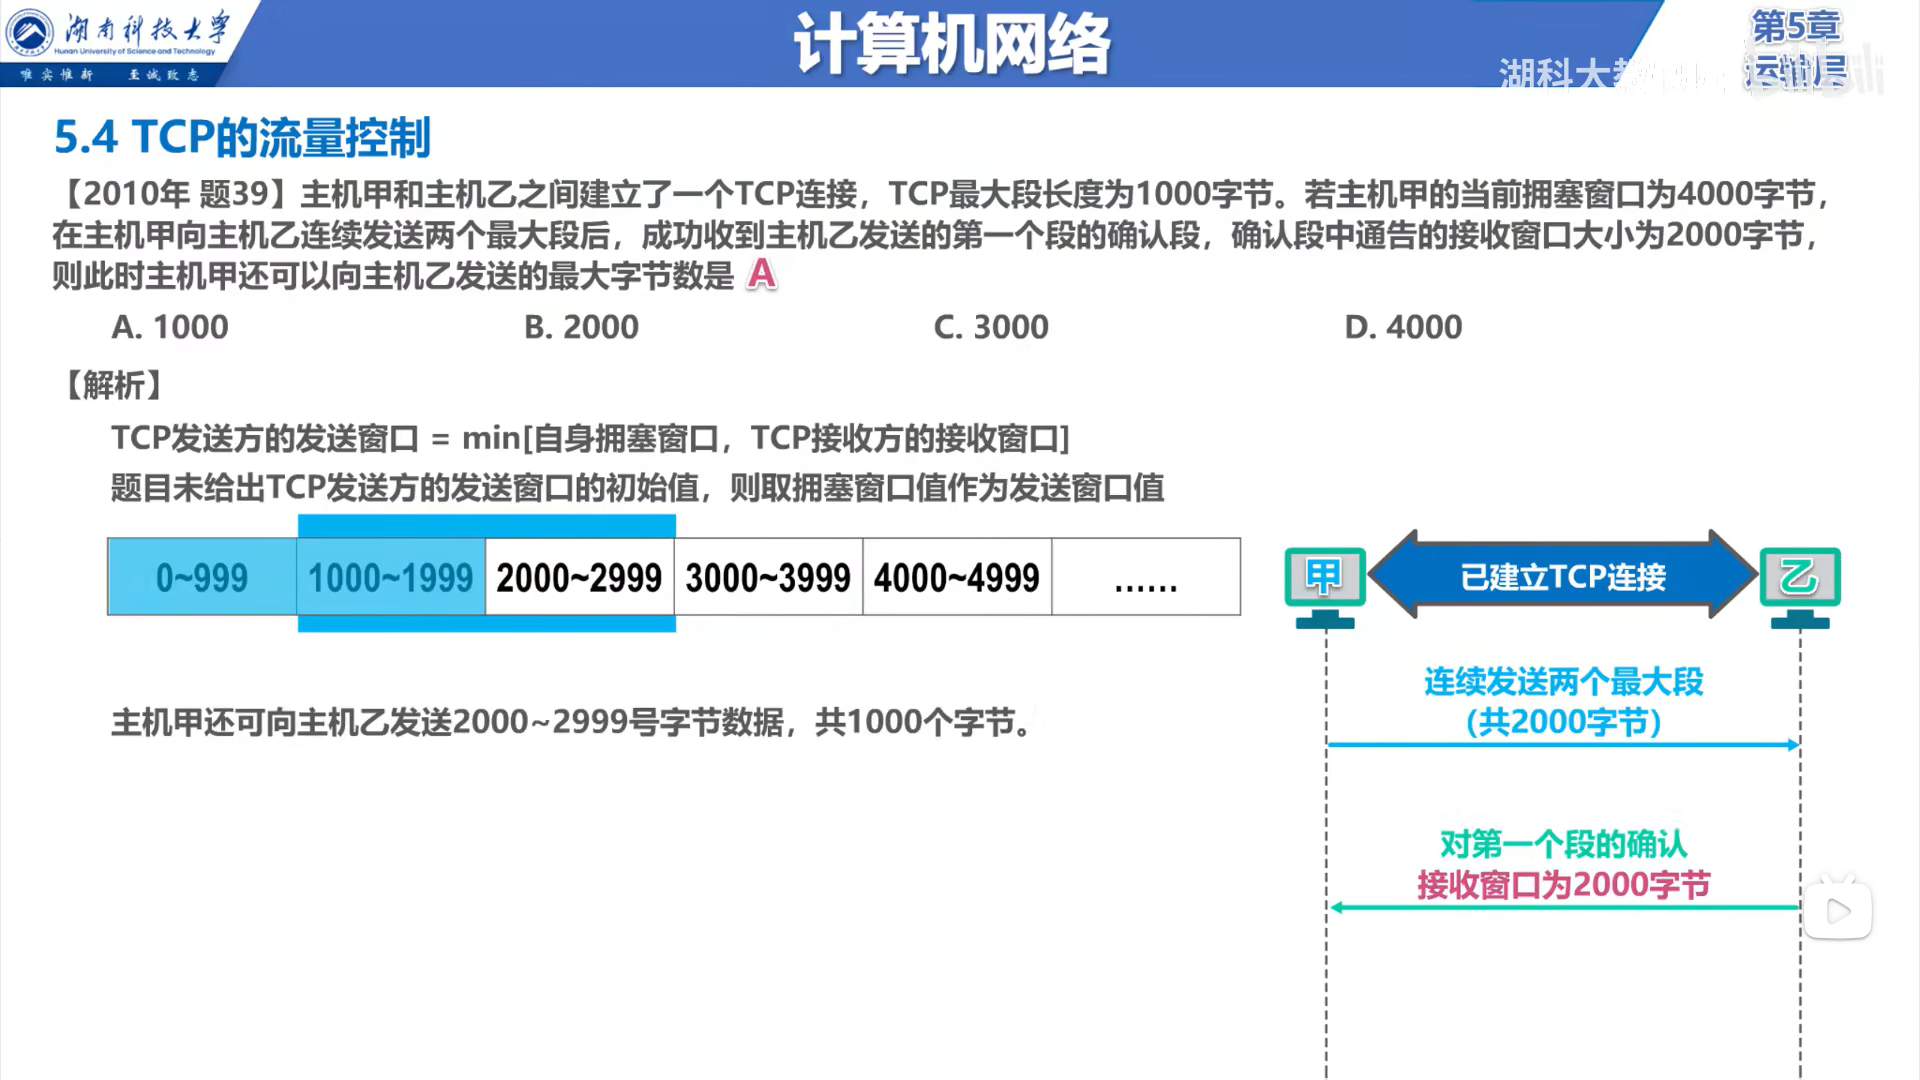 湖南科技大学
Hunan University of Science and Technology
唯实惟新 至诚致志
计算机网络
第5章
运输层
湖科大教
5.4 TCP的流量控制
【2010年 题39】主机甲和主机乙之间建立了一个TCP连接，TCP最大段长度为1000字节。若主机甲的当前拥塞窗口为4000字节，
在主机甲向主机乙连续发送两个最大段后，成功收到主机乙发送的第一个段的确认段，确认段中通告的接收窗口大小为2000字节，
则此时主机甲还可以向主机乙发送的最大字节数是 A
A. 1000 B. 2000 C. 3000 D. 4000
【解析】
TCP发送方的发送窗口 = min[自身拥塞窗口，TCP接收方的接收窗口]
题目未给出TCP发送方的发送窗口的初始值，则取拥塞窗口值作为发送窗口值
0~999 1000~1999 2000~2999 3000~3999 4000~4999 ......
主机甲还可向主机乙发送2000~2999号字节数据，共1000个字节。
甲 已建立TCP连接 乙
连续发送两个最大段
(共2000字节)
对第一个段的确认
接收窗口为2000字节